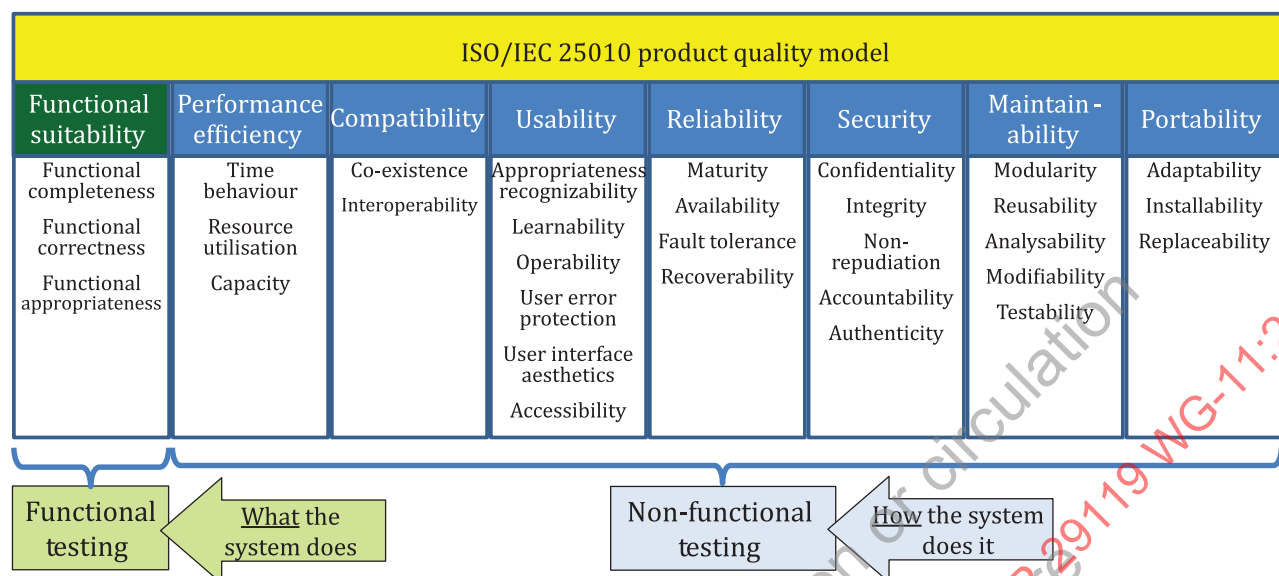 ISO/IEC 25010 product quality model
Functional
suitability
Performance
efficiency
Compatibility
Usability
Reliability
Security
Maintain-
ability
Portability
Functional
completeness
Functional
correctness
Functional
appropriateness
Time
behaviour
Resource
utilisation
Capacity
Co-existence
Interoperability
Appropriateness
recognizability
Learnability
Operability
User error
protection
User interface
aesthetics
Accessibility
Maturity
Availability
Fault tolerance
Recoverability
Confidentiality
Integrity
Non-
repudiation
Accountability
Authenticity
Modularity
Reusability
Analysability
Modifiability
Testability
Adaptability
Installability
Replaceability
Functional
testing
What the
system does
Non-functional
testing
How the system
does it
or circulation
29119 WG-11:2